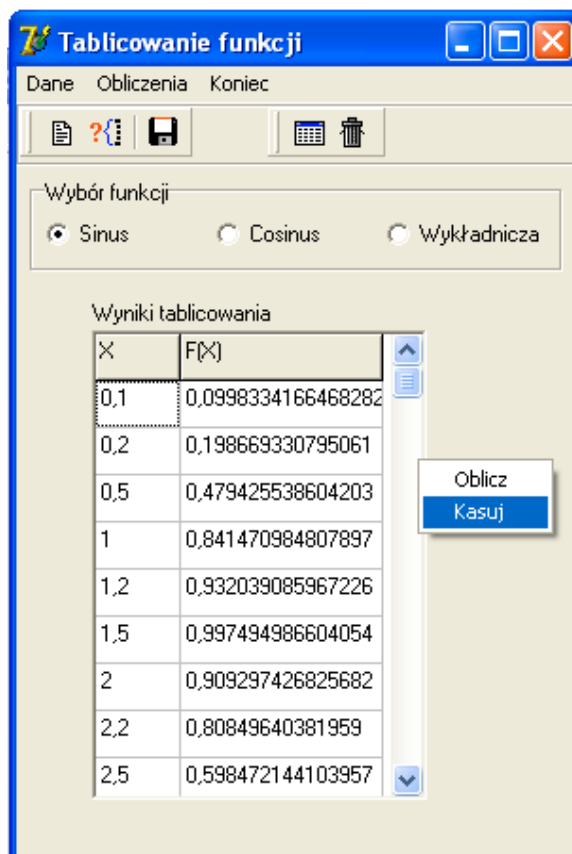 Tablicowanie funkcji
Dane Obliczenia Koniec
Wybór funkcji
Sinus Cosinus Wykładnicza
Wyniki tablicowania
X F(X)
0,1 0,0998334166468282
0,2 0,198669330795061
0,5 0,479425538604203
1 0,841470984807897
1,2 0,932039085967226
1,5 0,997494986604054
2 0,909297426825682
2,2 0,80849640381959
2,5 0,598472144103957
Oblicz
Kasuj